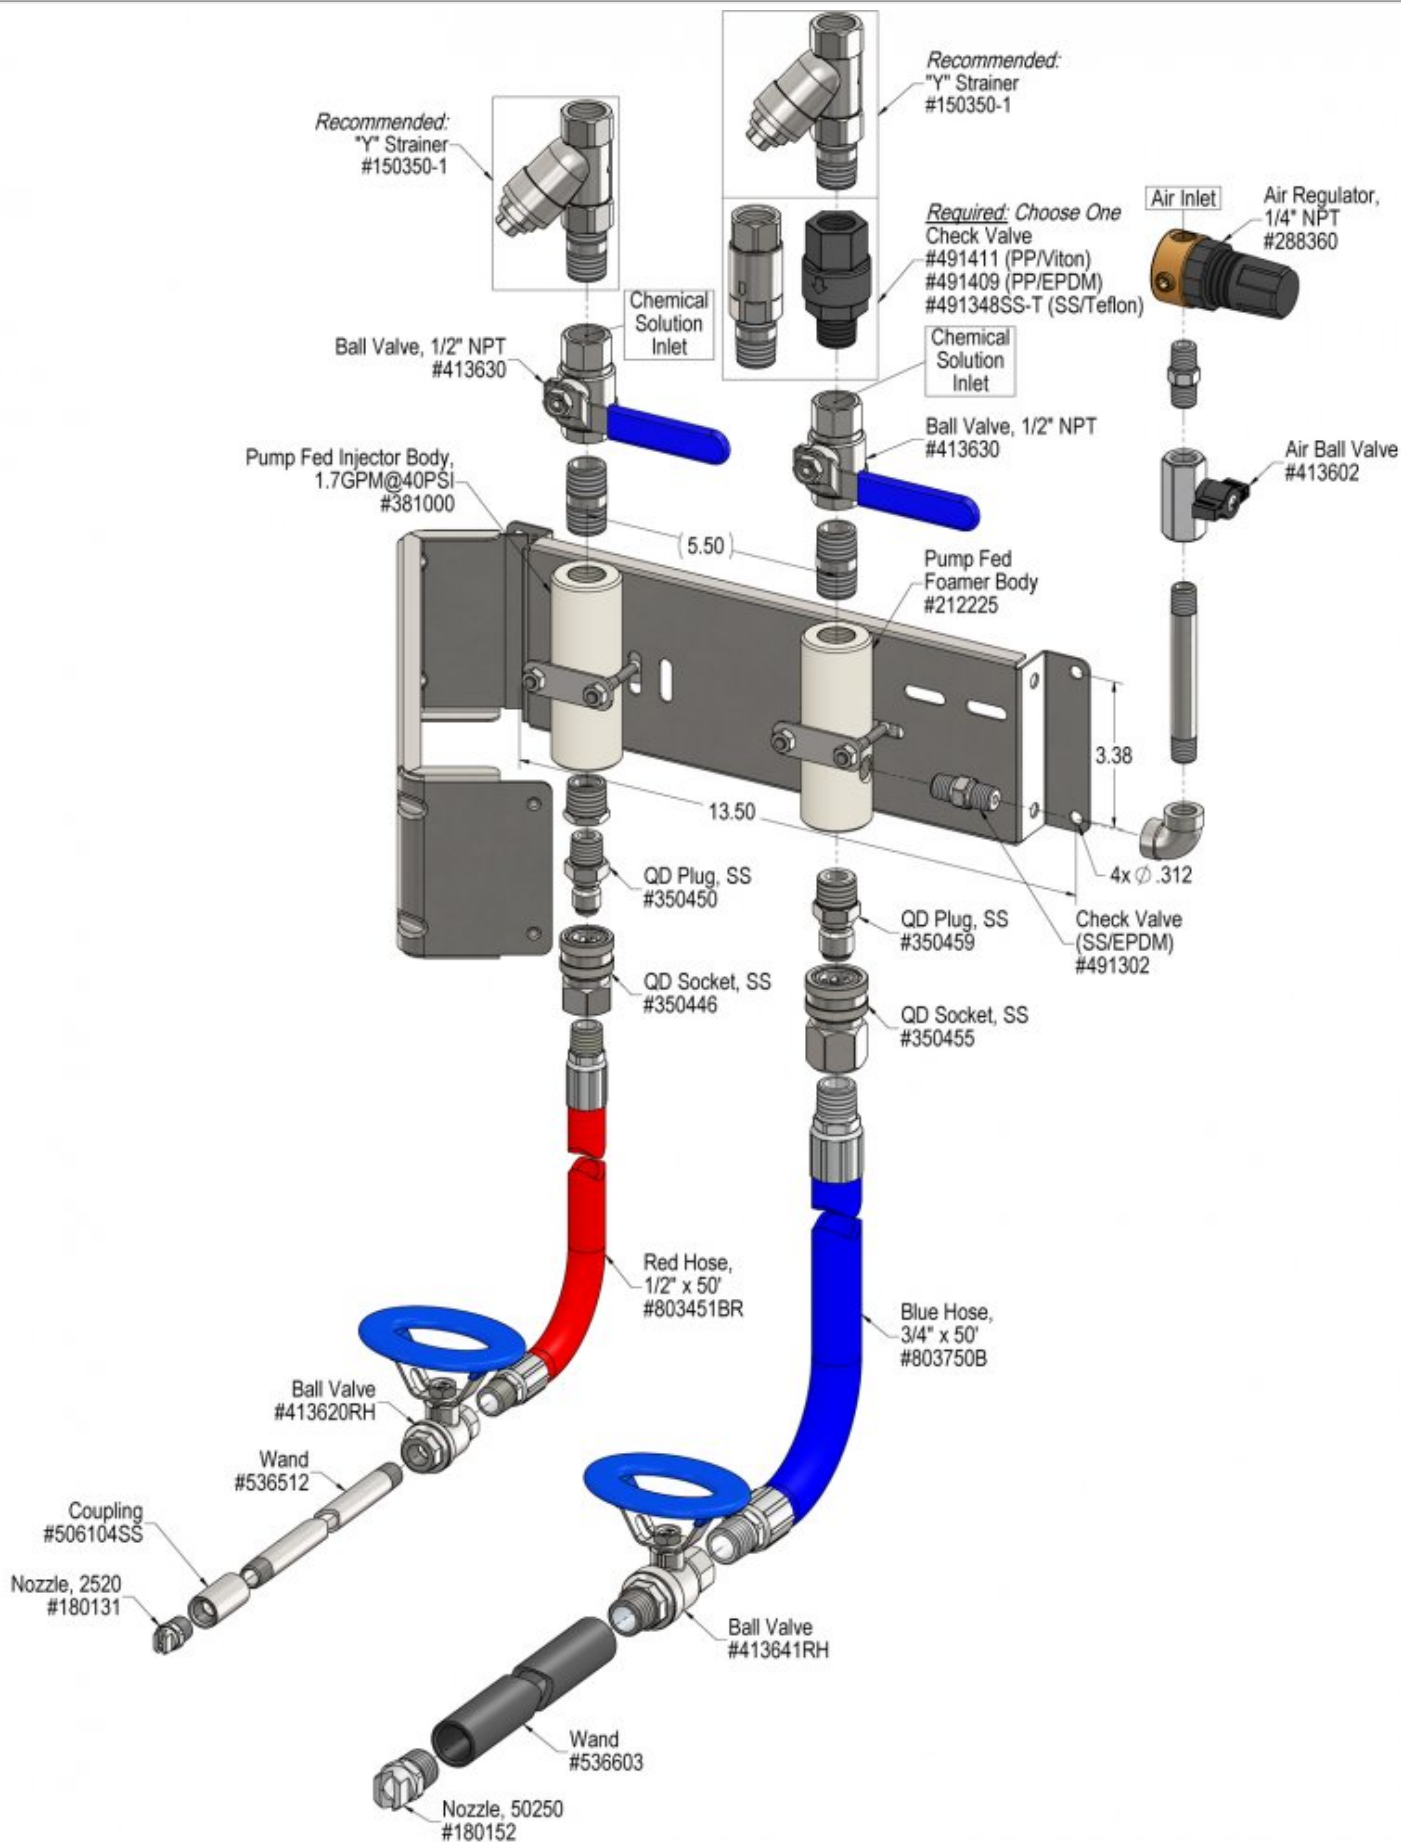 Recommended:
"Y" Strainer
#150350-1
Recommended:
"Y" Strainer
#150350-1
Required: Choose One
Check Valve
#491411 (PP/Viton)
#491409 (PP/EPDM)
#491348SS-T (SS/Teflon)
Air Inlet
Air Regulator,
1/4" NPT
#288360
Chemical
Solution
Inlet
Ball Valve, 1/2" NPT
#413630
Chemical
Solution
Inlet
Ball Valve, 1/2" NPT
#413630
Air Ball Valve
#413602
Pump Fed Injector Body,
1.7GPM@40PSI
#381000
(5.50)
Pump Fed
Foamer Body
#212225
3.38
13.50
4x Ø .312
QD Plug, SS
#350450
QD Plug, SS
#350459
Check Valve
(SS/EPDM)
#491302
QD Socket, SS
#350446
QD Socket, SS
#350455
Red Hose,
1/2" x 50'
#803451BR
Blue Hose,
3/4" x 50'
#803750B
Ball Valve
#413620RH
Wand
#536512
Coupling
#506104SS
Nozzle, 2520
#180131
Ball Valve
#413641RH
Wand
#536603
Nozzle, 50250
#180152